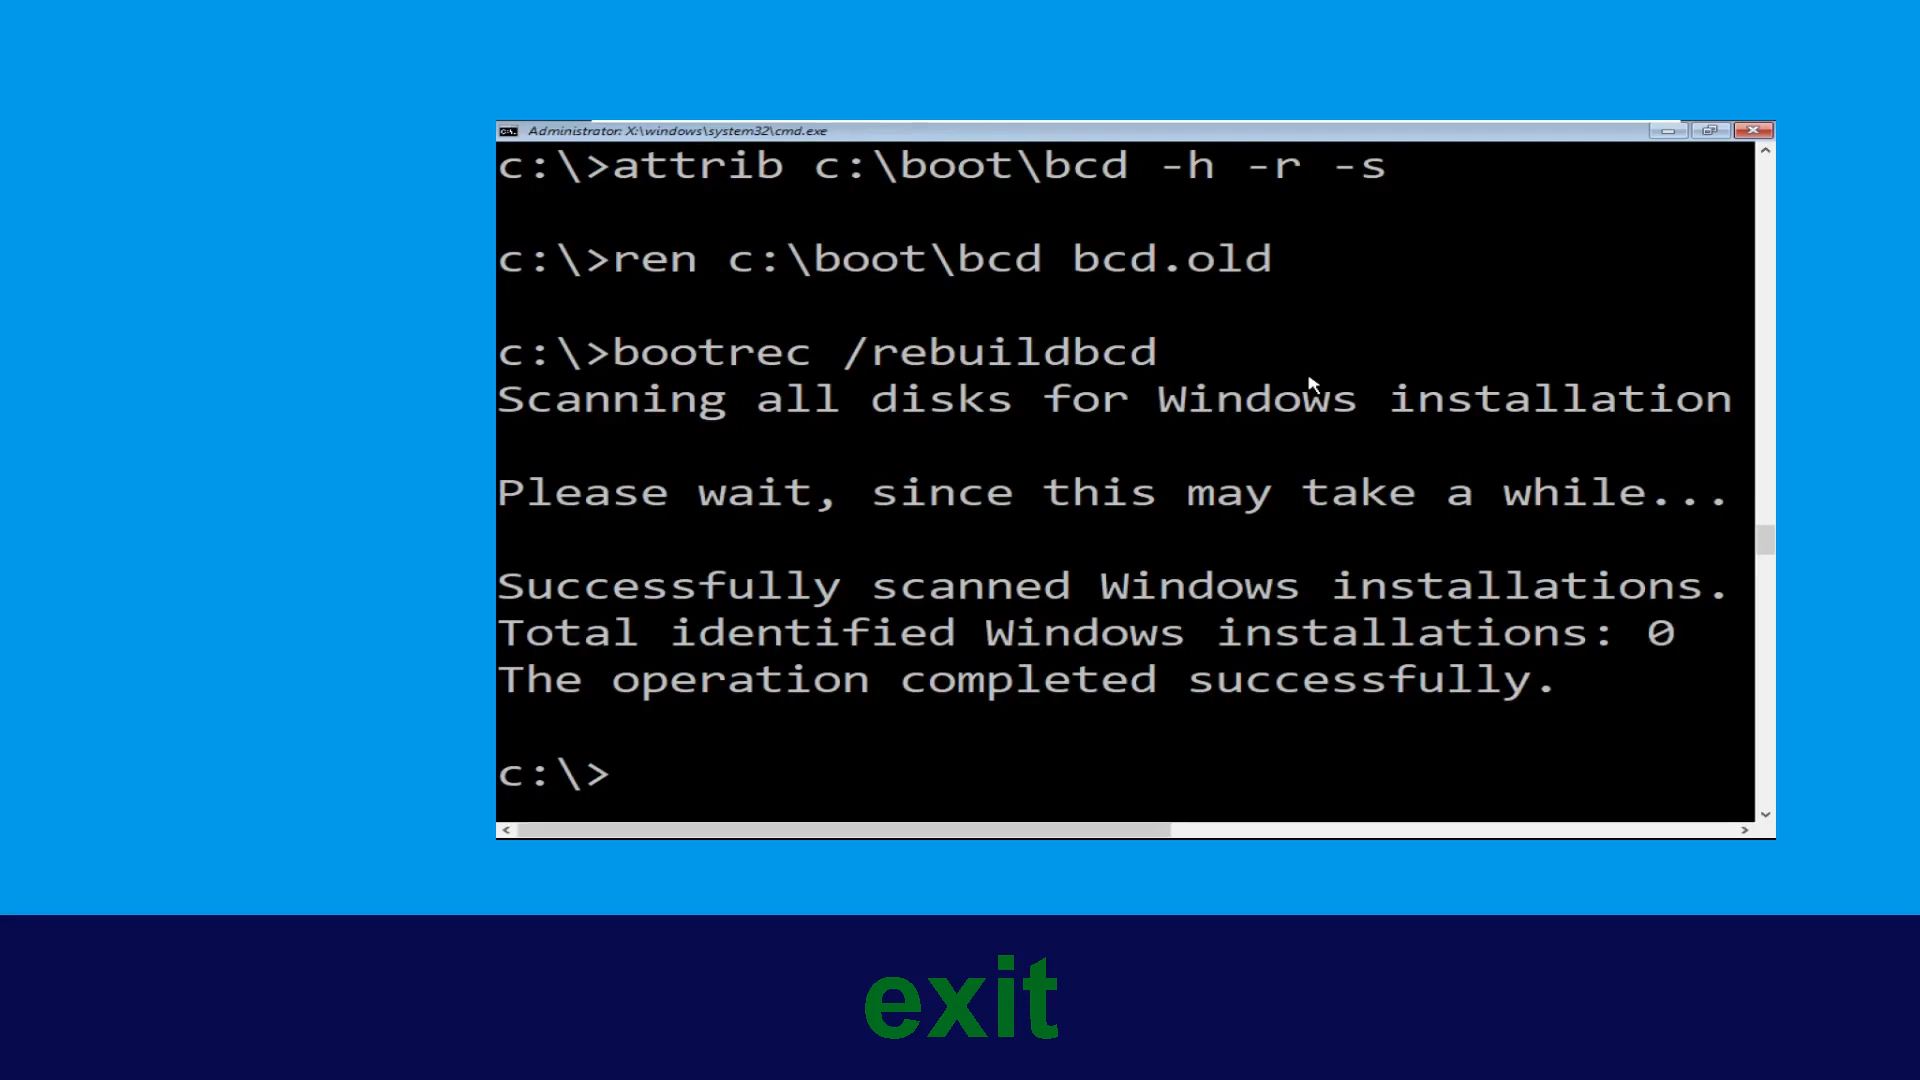 Administrator: X:\windows\system32\cmd.exe
c:\>attrib c:\boot\bcd -h -r -s
c:\>ren c:\boot\bcd bcd.old
c:\>bootrec /rebuildbcd
Scanning all disks for Windows installation
Please wait, since this may take a while...
Successfully scanned Windows installations.
Total identified Windows installations: 0
The operation completed successfully.
c:\>
exit